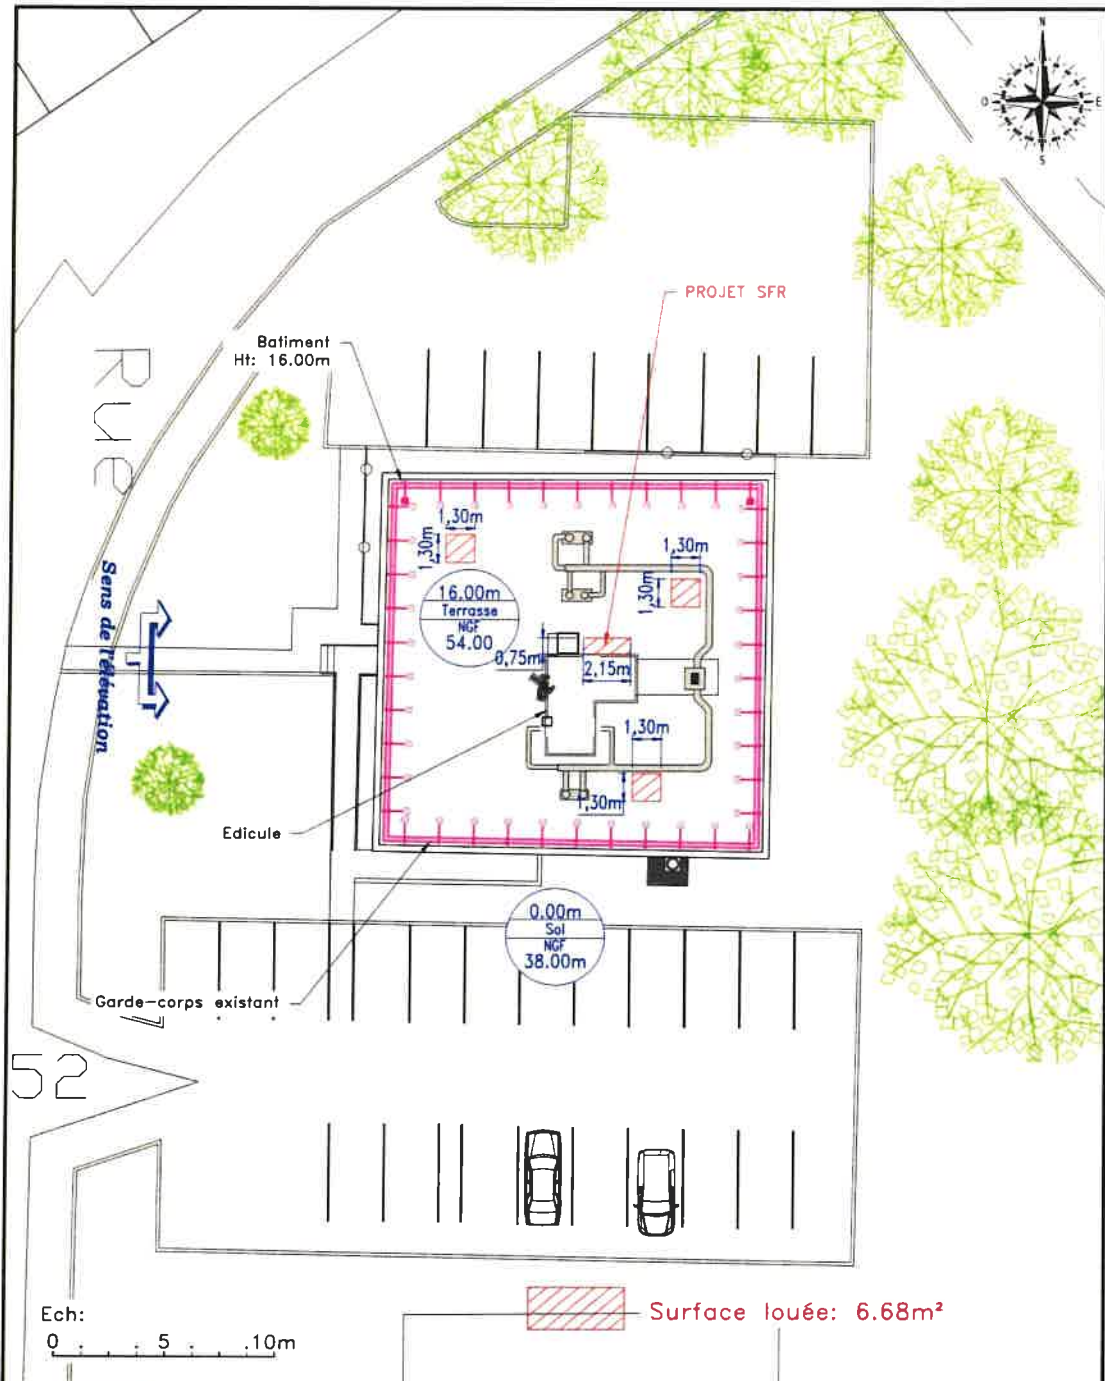 N
O
E
S
PROJET SFR
Batiment
Ht: 16.00m
Rue
1,30m
1,30m
1,30m
1,30m
16.00m
Terrasse
NGF
54.00
0,75m
2,15m
Sens de l'élévation
1,30m
1,30m
Edicule
0.00m
Sol
NGF
38.00m
Garde-corps existant
52
Surface louée: 6.68m²
Ech:
0 5 10m